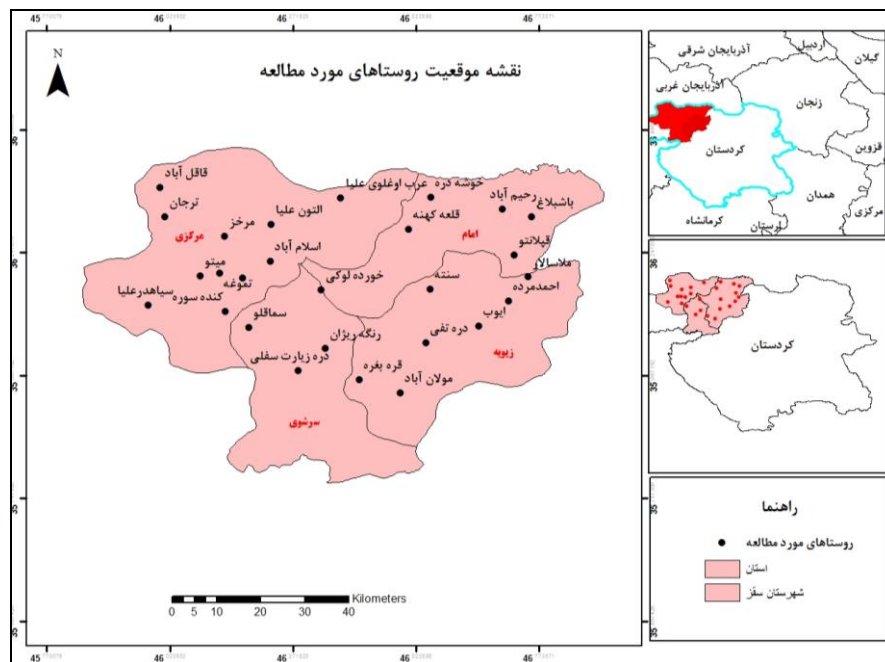 نقشه موقعیت روستاهای مورد مطالعه
N
قاقل آباد
ترجان
مرخز
التون علیا
عرب اوغلوی علیا
خوشه دره
رحیم آباد
باشبلاغ
قلعه کهنه
امام
مرکزی
اسلام آباد
قپلانتو
ملاسالار
میتو
تموغه
خورده لوکی
سنته
احمدمرده
سیاهدرعلیا
کنده سوره
سماقلو
ایوب
دره تفی
زیویه
رنگه ریژان
دره زیارت سفلی
قره بغره
مولان آباد
سرشوی
0 5 10 20 30 40
Kilometers
آذربایجان شرقی
اردبیل
گیلان
آذربایجان غربی
زنجان
کردستان
قزوین
همدان
کرمانشاه
لرستان
مرکزی
کردستان
راهنما
روستاهای مورد مطالعه
استان
شهرستان سقز